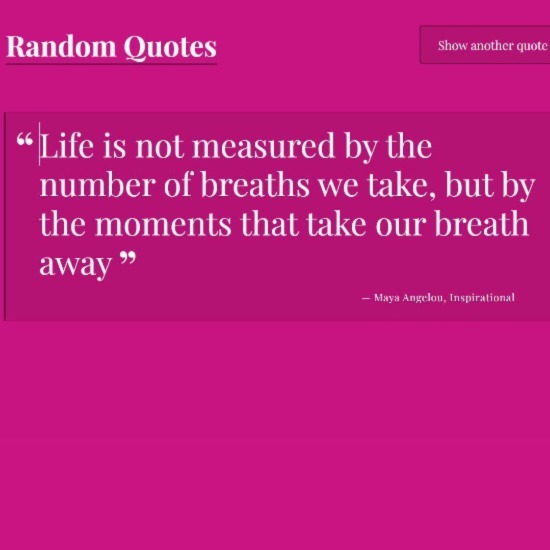 Random Quotes
Show another quote
“ Life is not measured by the
number of breaths we take, but by
the moments that take our breath
away ”
— Maya Angelou, Inspirational